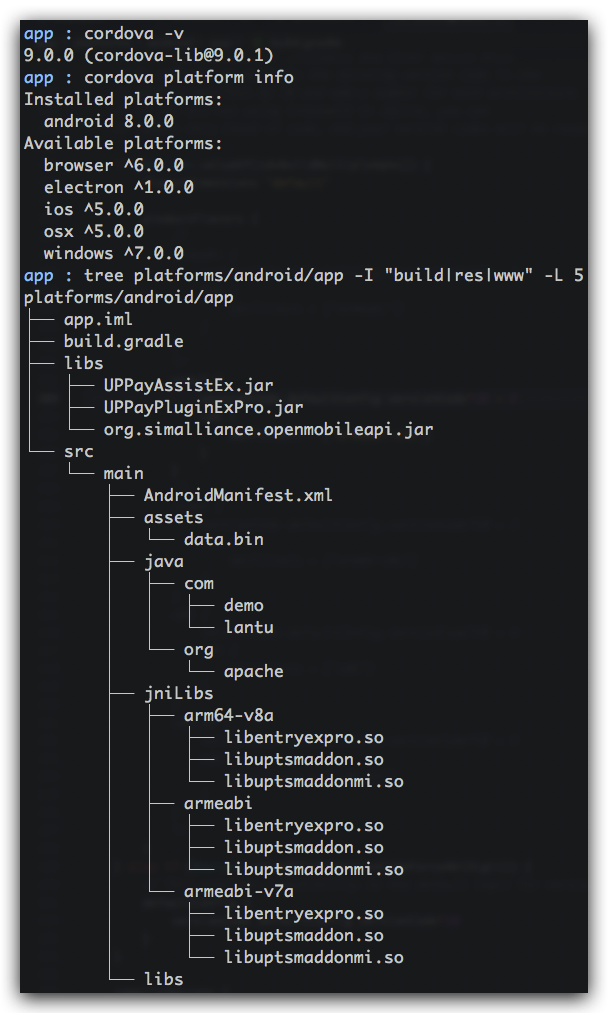 app : cordova -v
9.0.0 (cordova-lib@9.0.1)
app : cordova platform info
Installed platforms:
  android 8.0.0
Available platforms:
  browser ^6.0.0
  electron ^1.0.0
  ios ^5.0.0
  osx ^5.0.0
  windows ^7.0.0
app : tree platforms/android/app -I "build|res|www" -L 5
platforms/android/app
├── app.iml
├── build.gradle
├── libs
│   ├── UPPayAssistEx.jar
│   ├── UPPayPluginExPro.jar
│   └── org.simalliance.openmobileapi.jar
└── src
    └── main
        ├── AndroidManifest.xml
        ├── assets
        │   └── data.bin
        ├── java
        │   ├── com
        │   │   ├── demo
        │   │   └── lantu
        │   └── org
        │       └── apache
        ├── jniLibs
        │   ├── arm64-v8a
        │   │   ├── libentryexpro.so
        │   │   ├── libuptsmaddon.so
        │   │   └── libuptsmaddonmi.so
        │   ├── armeabi
        │   │   ├── libentryexpro.so
        │   │   ├── libuptsmaddon.so
        │   │   └── libuptsmaddonmi.so
        │   └── armeabi-v7a
        │       ├── libentryexpro.so
        │       ├── libuptsmaddon.so
        │       └── libuptsmaddonmi.so
        └── libs